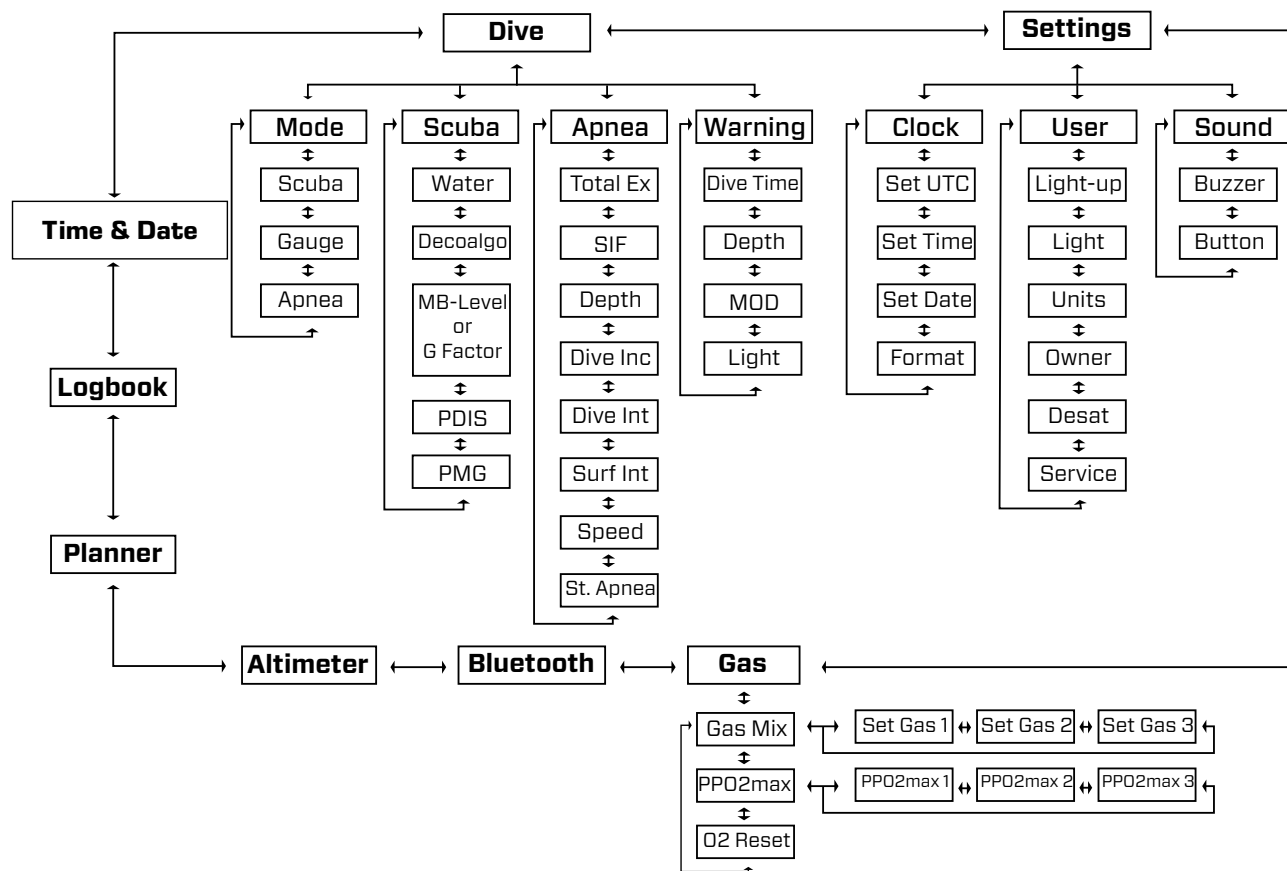 Dive
Settings
Mode
Scuba
Apnea
Warning
Clock
User
Sound
Scuba
Water
Total Ex
Dive Time
Set UTC
Light-up
Buzzer
Time & Date
Gauge
Decoalgo
SIF
Depth
Set Time
Light
Button
Apnea
MB-Level
or
G Factor
Depth
MOD
Set Date
Units
Dive Inc
Light
Format
Owner
Logbook
PDIS
Dive Int
Desat
PMG
Surf Int
Service
Speed
Planner
St. Apnea
Altimeter
Bluetooth
Gas
Gas Mix
Set Gas 1
Set Gas 2
Set Gas 3
PPO2max
PPO2max 1
PPO2max 2
PPO2max 3
O2 Reset